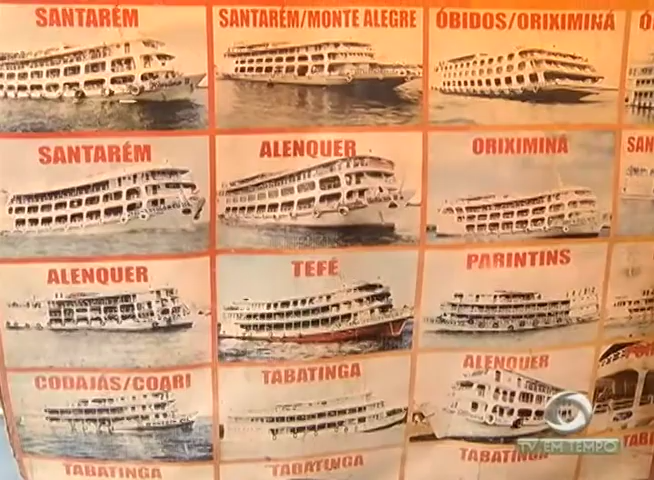 SANTARÉM
SANTARÉM/MONTE ALEGRE
ÓBIDOS/ORIXIMINÁ
SANTARÉM
ALENQUER
ORIXIMINÁ
ALENQUER
TEFÉ
PARINTINS
CODAJÁS/COARI
TABATINGA
ALENQUER
TABATINGA
TABATINGA
TABATINGA
TV EM TEMPO